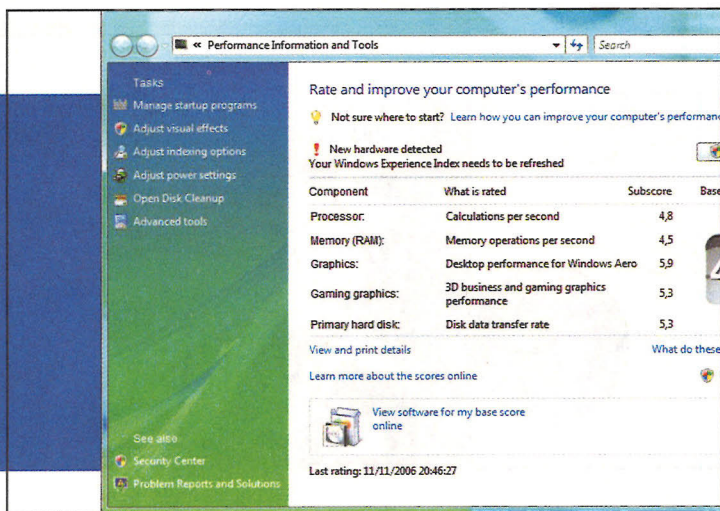 « Performance Information and Tools
Search
Tasks
Manage startup programs
Adjust visual effects
Adjust indexing options
Adjust power settings
Open Disk Cleanup
Advanced tools
See also
Security Center
Problem Reports and Solutions
Rate and improve your computer's performance
Not sure where to start? Learn how you can improve your computer's performance
New hardware detected
Your Windows Experience Index needs to be refreshed
Component What is rated Subscore Base
Processor: Calculations per second 4,8
Memory (RAM): Memory operations per second 4,5
Graphics: Desktop performance for Windows Aero 5,9
Gaming graphics: 3D business and gaming graphics
performance 5,3
Primary hard disk: Disk data transfer rate 5,3
View and print details What do these
Learn more about the scores online
View software for my base score
online
Last rating: 11/11/2006 20:46:27